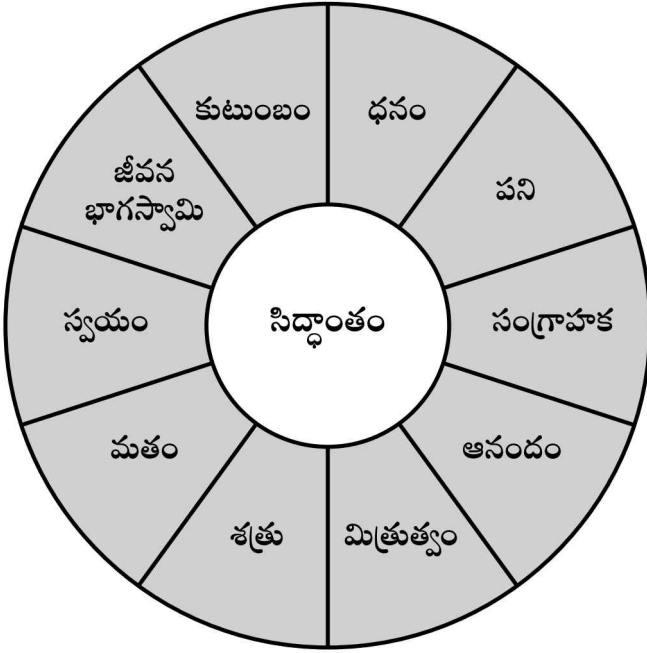 కుటుంబం
ధనం
పని
సంగ్రాహక
ఆనందం
మిత్రుత్వం
శత్రు
మతం
స్వయం
జీవన
భాగస్వామి
సిద్ధాంతం